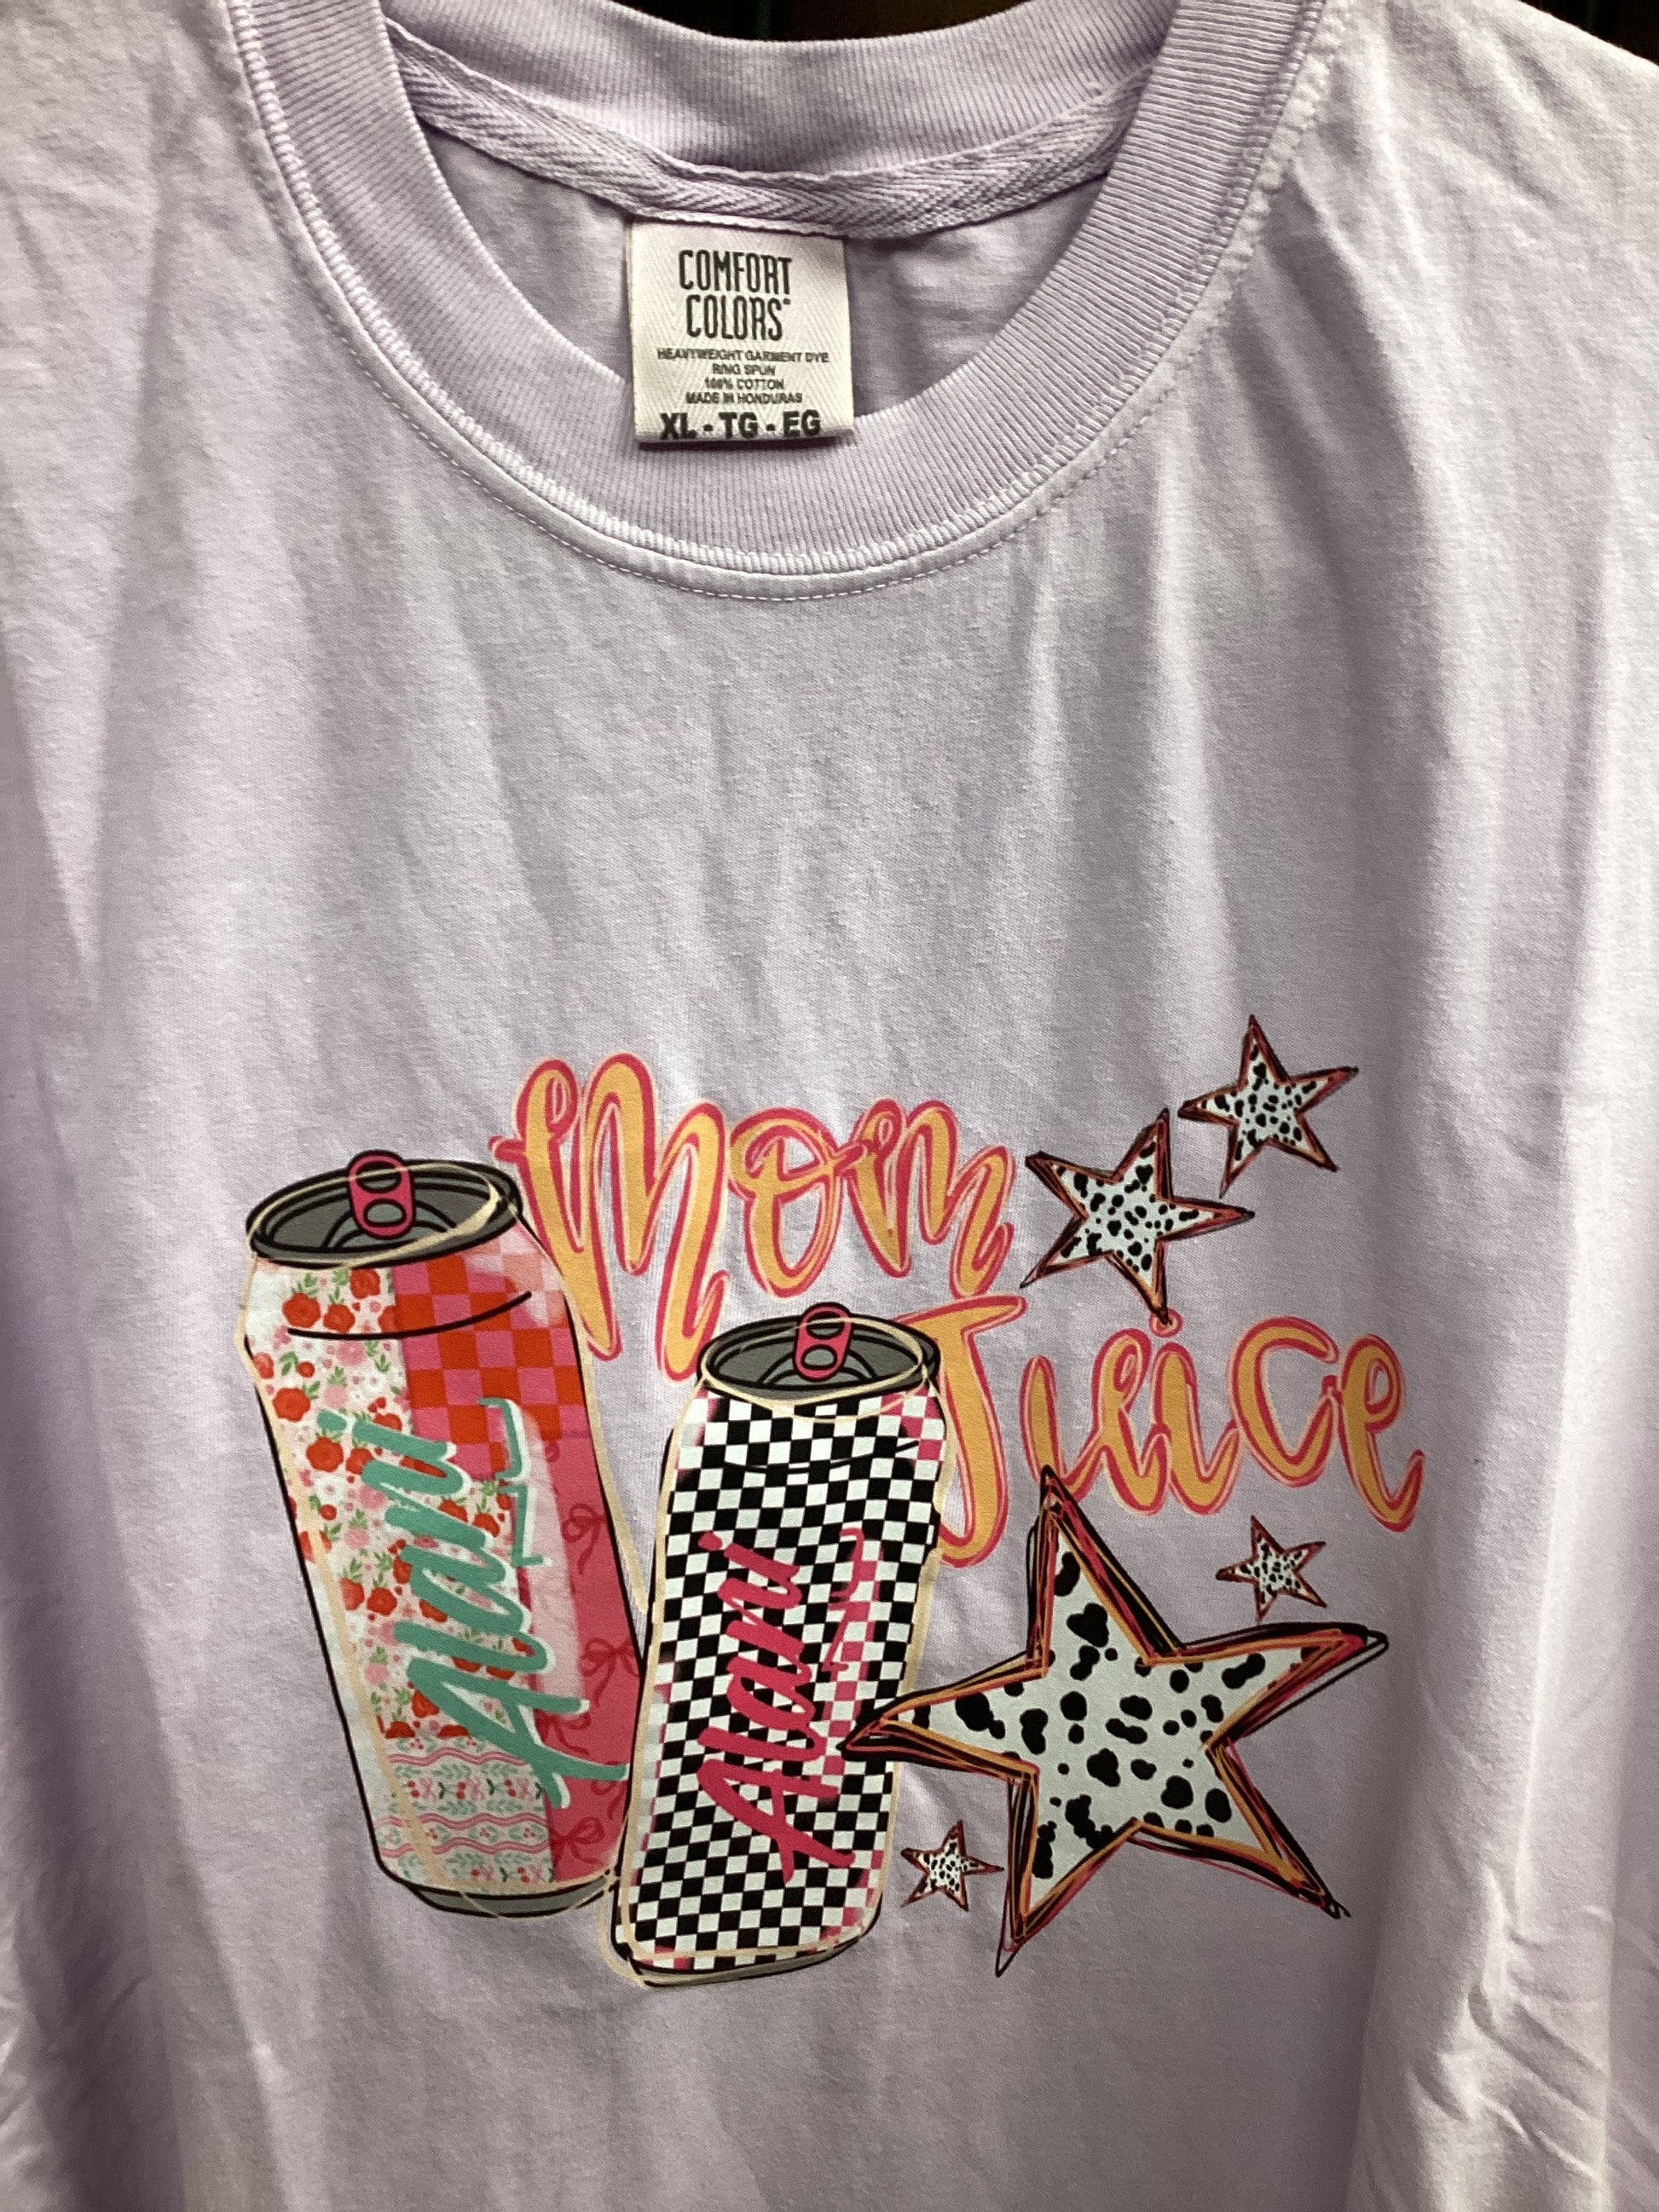 COMFORT
COLORS®
HEAVYWEIGHT GARMENT DYE
RING SPUN
100% COTTON
MADE IN HONDURAS
XL - TG - EG
Mom
Juice
Alani
Alani